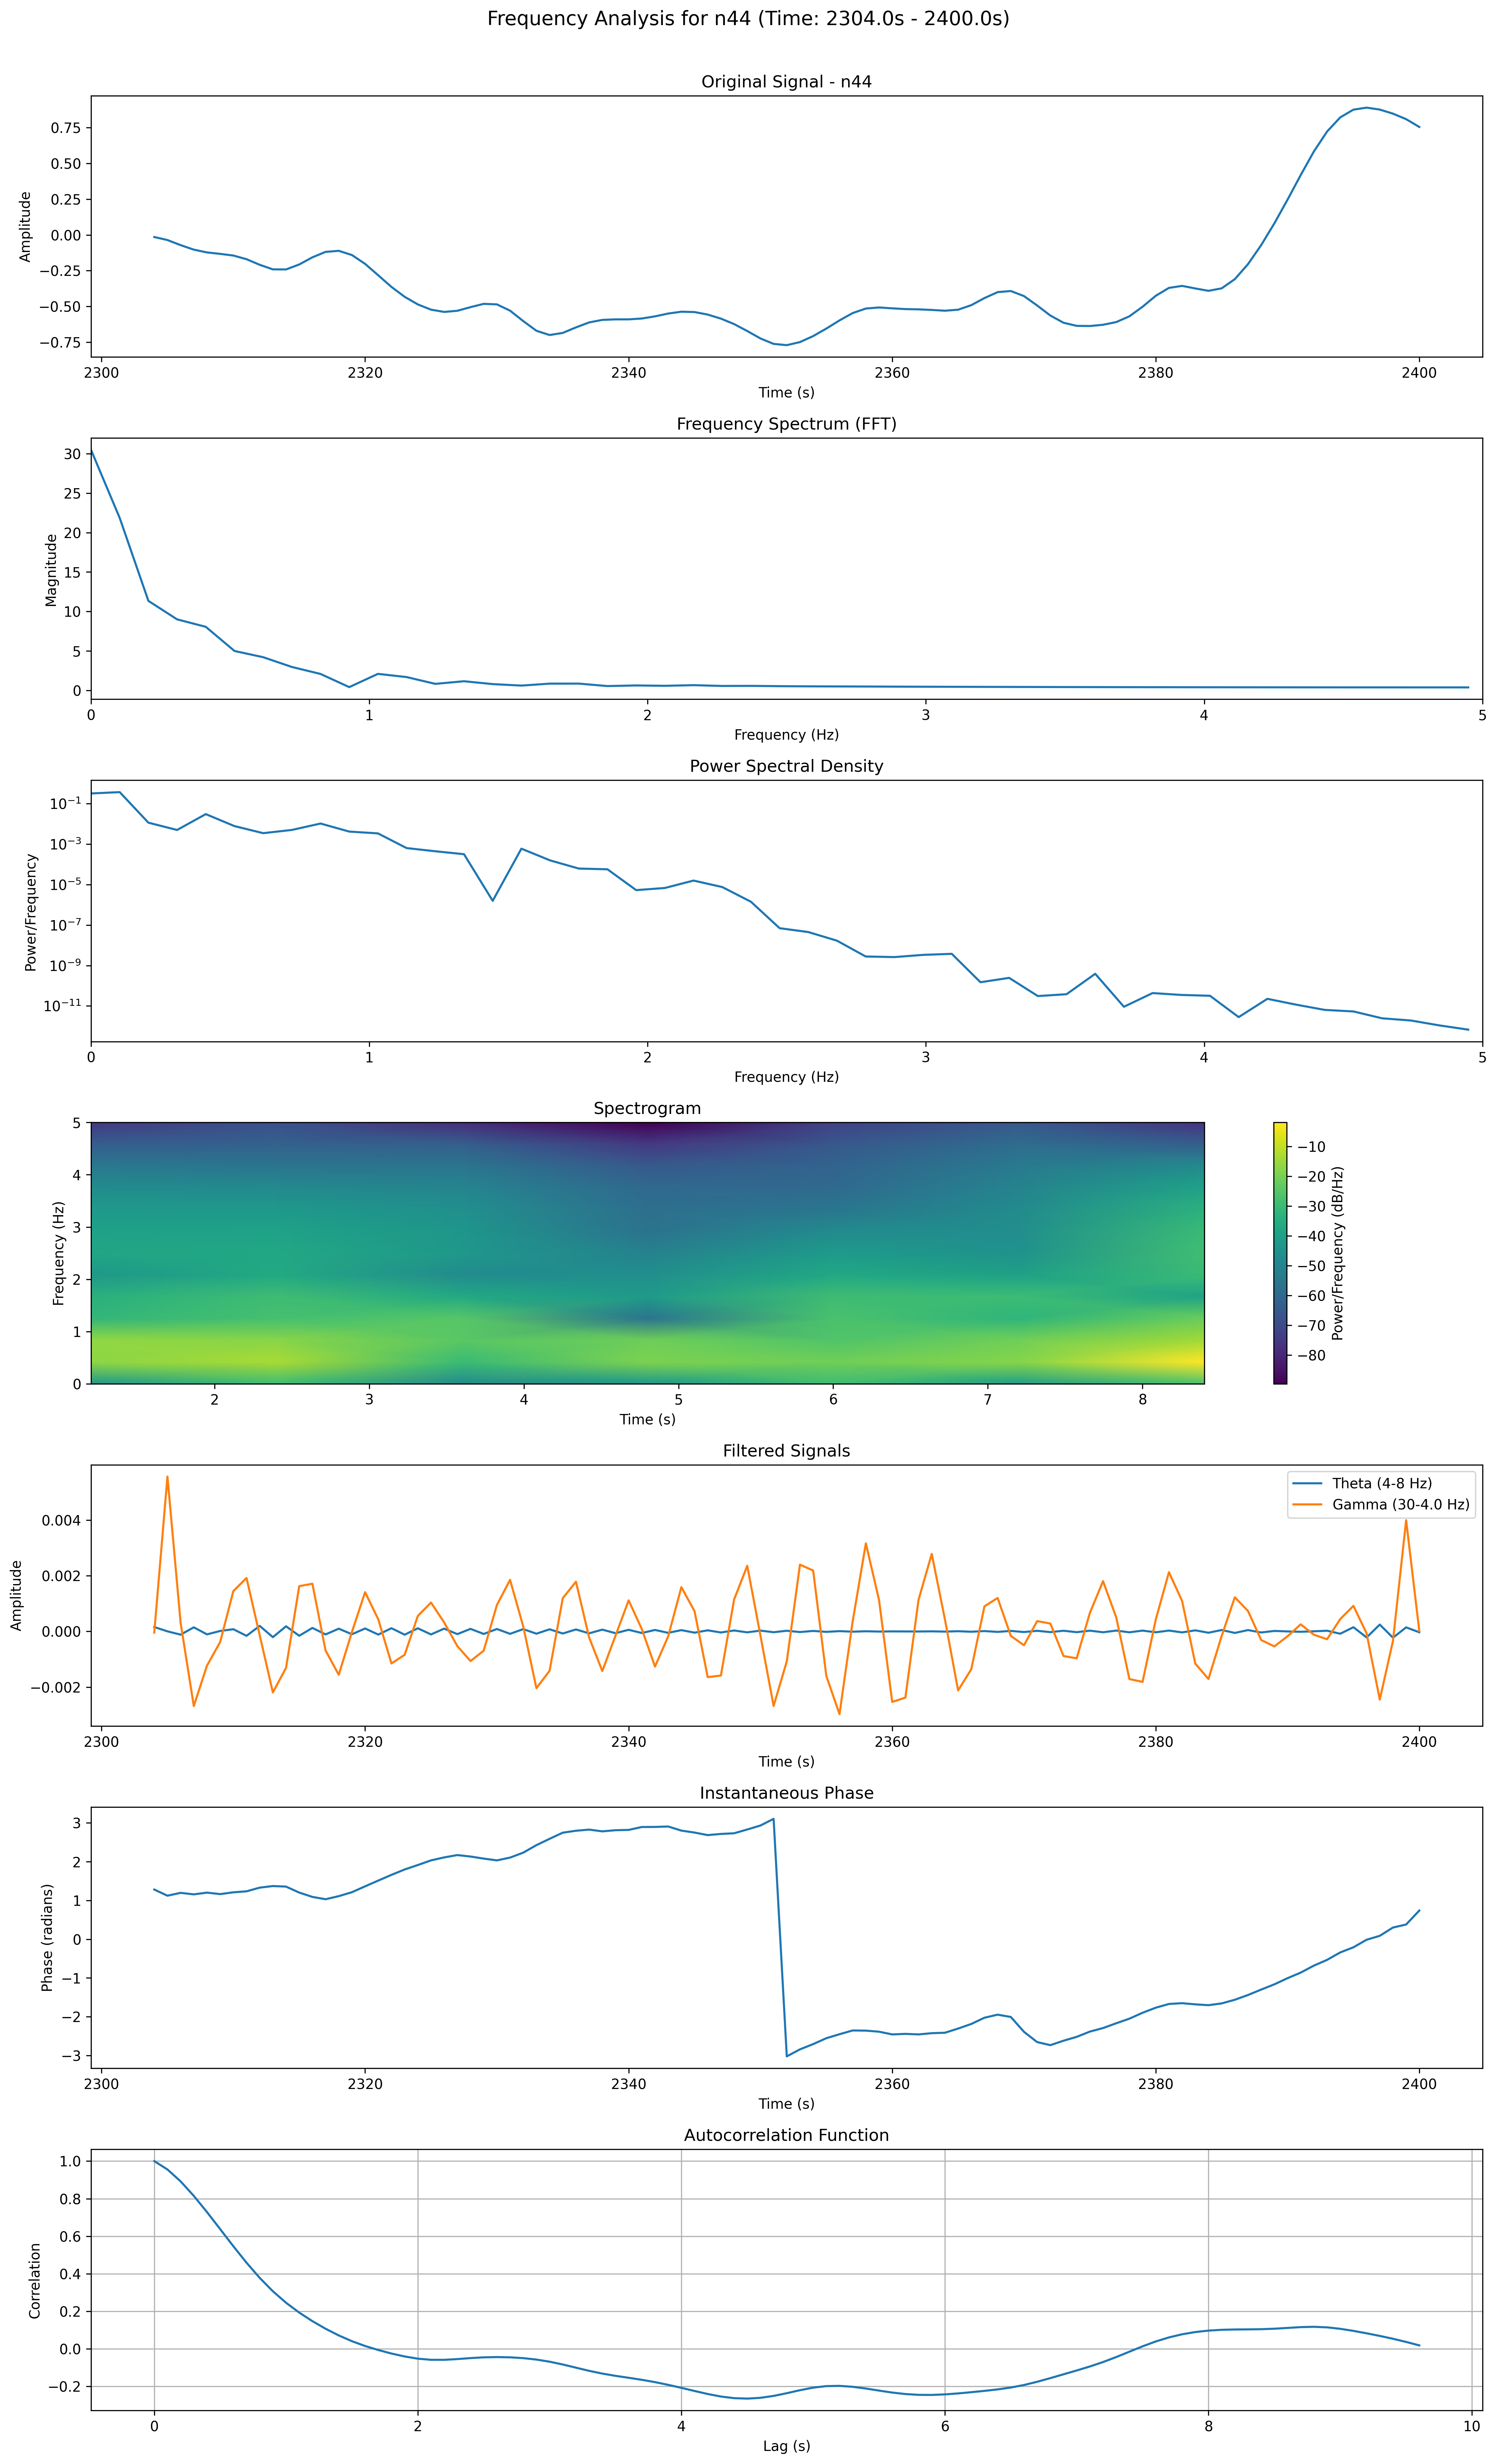 Frequency Analysis for n44 (Time: 2304.0s - 2400.0s)
Original Signal - n44
Amplitude
0.75
0.50
0.25
0.00
−0.25
−0.50
−0.75
2300 2320 2340 2360 2380 2400
Time (s)
Frequency Spectrum (FFT)
Magnitude
30
25
20
15
10
5
0
0 1 2 3 4 5
Frequency (Hz)
Power Spectral Density
Power/Frequency
10⁻¹
10⁻³
10⁻⁵
10⁻⁷
10⁻⁹
10⁻¹¹
0 1 2 3 4 5
Frequency (Hz)
Spectrogram
Frequency (Hz)
5
4
3
2
1
0
2 3 4 5 6 7 8
Time (s)
−10
−20
−30
−40
−50
−60
−70
−80
Power/Frequency (dB/Hz)
Filtered Signals
Theta (4-8 Hz)
Gamma (30-4.0 Hz)
Amplitude
0.004
0.002
0.000
−0.002
2300 2320 2340 2360 2380 2400
Time (s)
Instantaneous Phase
Phase (radians)
3
2
1
0
−1
−2
−3
2300 2320 2340 2360 2380 2400
Time (s)
Autocorrelation Function
Correlation
1.0
0.8
0.6
0.4
0.2
0.0
−0.2
0 2 4 6 8 10
Lag (s)